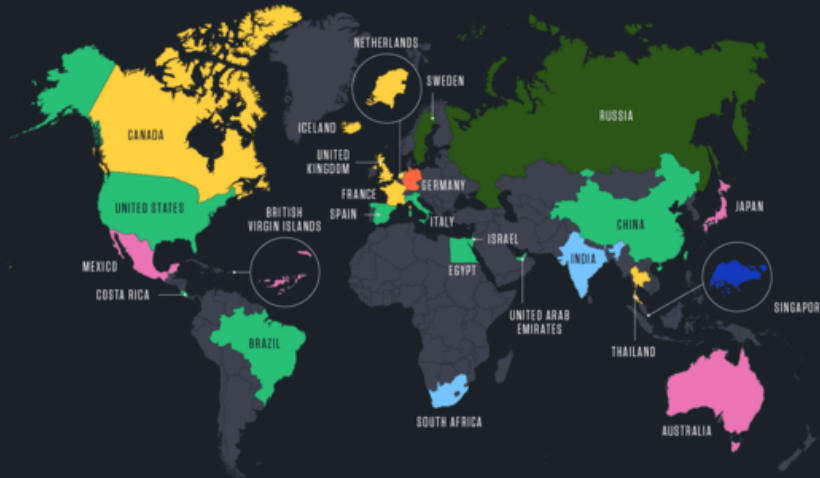 NETHERLANDS
SWEDEN
RUSSIA
CANADA
ICELAND
UNITED
KINGDOM
GERMANY
FRANCE
UNITED STATES
SPAIN
ITALY
JAPAN
BRITISH
VIRGIN ISLANDS
CHINA
ISRAEL
INDIA
MEXICO
EGYPT
COSTA RICA
SINGAPOR
UNITED ARAB
EMIRATES
BRAZIL
THAILAND
SOUTH AFRICA
AUSTRALIA